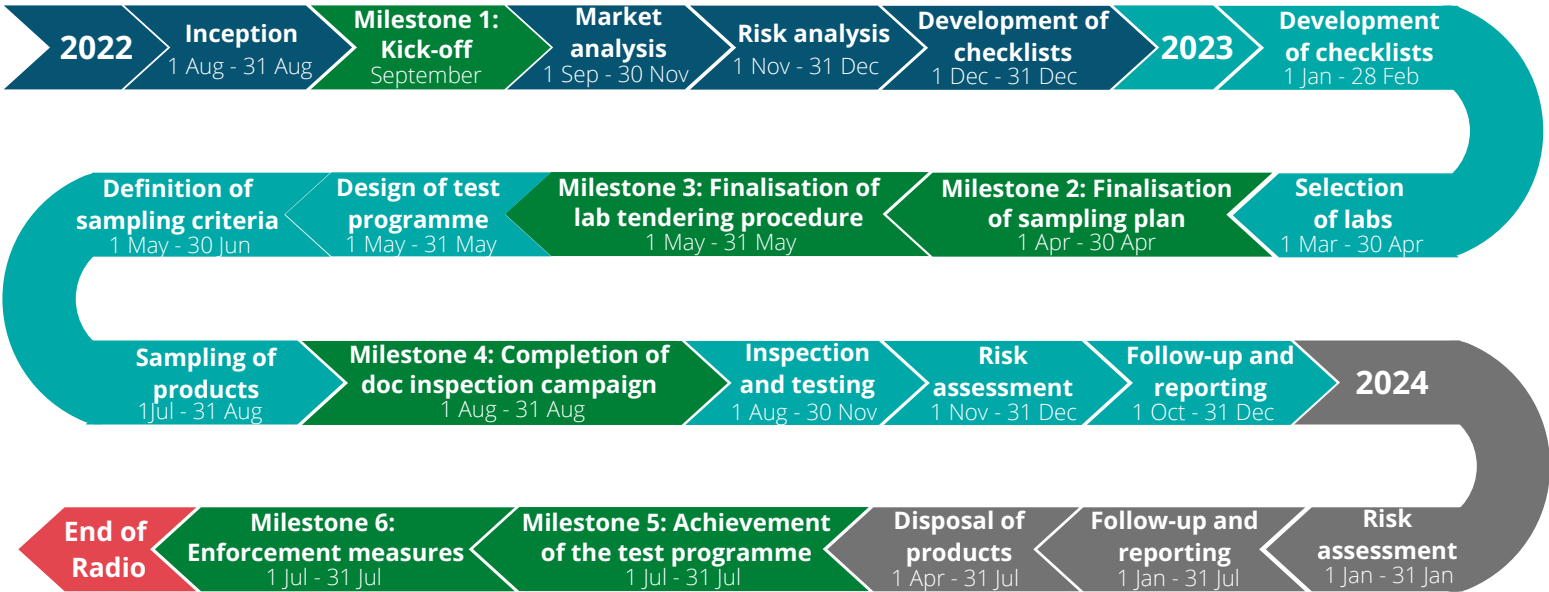 2022
Inception
1 Aug - 31 Aug
Milestone 1:
Kick-off
September
Market
analysis
1 Sep - 30 Nov
Risk analysis
1 Nov - 31 Dec
Development of
checklists
1 Dec - 31 Dec
2023
Development
of checklists
1 Jan - 28 Feb
Selection
of labs
1 Mar - 30 Apr
Milestone 2: Finalisation
of sampling plan
1 Apr - 30 Apr
Milestone 3: Finalisation of
lab tendering procedure
1 May - 31 May
Design of test
programme
1 May - 31 May
Definition of
sampling criteria
1 May - 30 Jun
Sampling of
products
1Jul - 31 Aug
Milestone 4: Completion of
doc inspection campaign
1 Aug - 31 Aug
Inspection
and testing
1 Aug - 30 Nov
Risk
assessment
1 Nov - 31 Dec
Follow-up and
reporting
1 Oct - 31 Dec
2024
Risk
assessment
1 Jan - 31 Jan
Follow-up and
reporting
1 Jan - 31 Jul
Disposal of
products
1 Apr - 31 Jul
Milestone 5: Achievement
of the test programme
1 Jul - 31 Jul
Milestone 6:
Enforcement measures
1 Jul - 31 Jul
End of
Radio